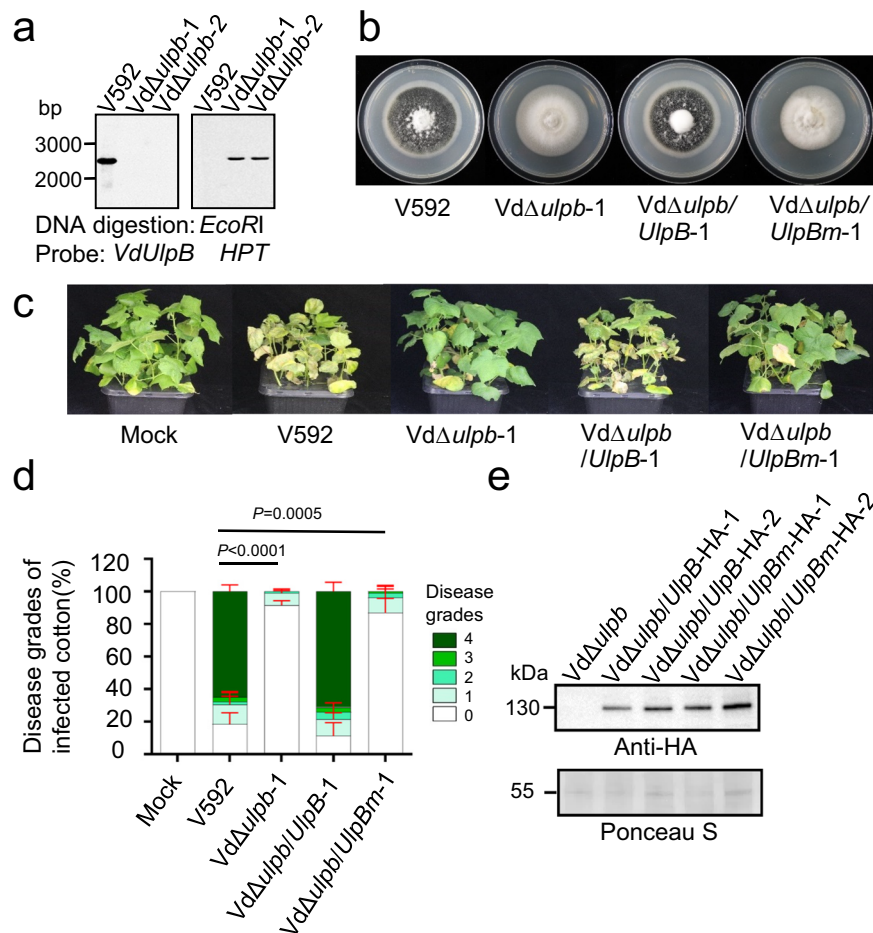 a
V592
VdΔulpb-1
VdΔulpb-2
V592
VdΔulpb-1
VdΔulpb-2
bp
3000
2000
DNA digestion: EcoRI
Probe: VdUlpB HPT
b
V592
VdΔulpb-1
VdΔulpb/
UlpB-1
VdΔulpb/
UlpBm-1
c
Mock
V592
VdΔulpb-1
VdΔulpb
/UlpB-1
VdΔulpb
/UlpBm-1
d
P=0.0005
P<0.0001
Disease grades of
infected cotton(%)
120
100
80
60
40
20
0
Disease
grades
4
3
2
1
0
Mock
V592
VdΔulpb-1
VdΔulpb/UlpB-1
VdΔulpb/UlpBm-1
e
VdΔulpb
VdΔulpb/UlpB-HA-1
VdΔulpb/UlpB-HA-2
VdΔulpb/UlpBm-HA-1
VdΔulpb/UlpBm-HA-2
kDa
130
Anti-HA
55
Ponceau S